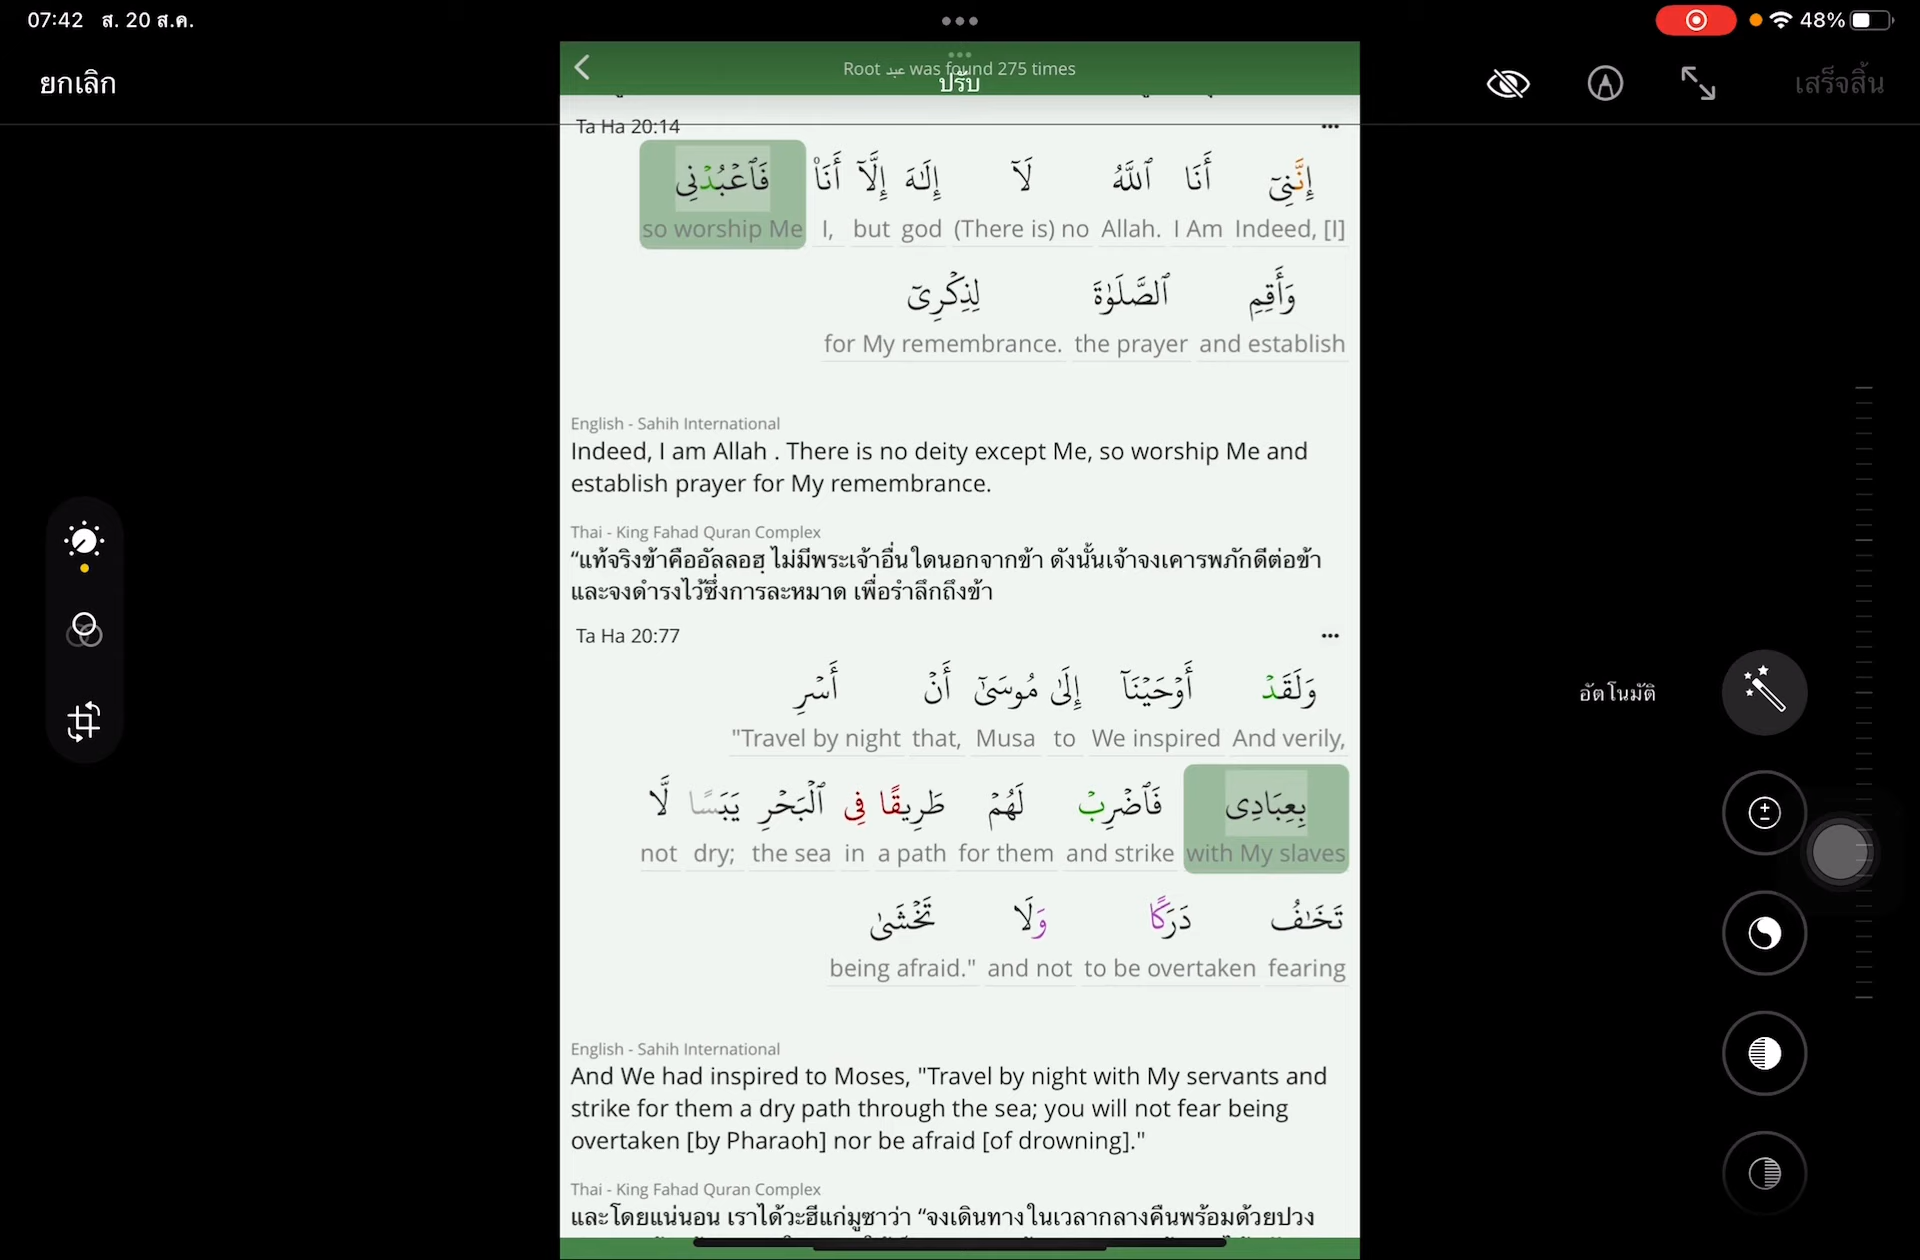 07:42 ส. 20 ส.ค.
48%
ยกเลิก
Root عبد was found 275 times
ปรับ
เสร็จสิ้น
Ta Ha 20:14
إِنَّنِىٓ أَنَا ٱللَّهُ لَآ إِلَـٰهَ إِلَّآ أَنَا۠ فَٱعْبُدْنِى
so worship Me I, but god (There is) no Allah. I Am Indeed, [I]
وَأَقِمِ ٱلصَّلَوٰةَ لِذِكْرِىٓ
for My remembrance. the prayer and establish
English - Sahih International
Indeed, I am Allah . There is no deity except Me, so worship Me and
establish prayer for My remembrance.
Thai - King Fahad Quran Complex
“แท้จริงข้าคืออัลลอฮฺ ไม่มีพระเจ้าอื่นใดนอกจากข้า ดังนั้นเจ้าจงเคารพภักดีต่อข้า
และจงดำรงไว้ซึ่งการละหมาด เพื่อรำลึกถึงข้า
Ta Ha 20:77
وَلَقَدْ أَوْحَيْنَآ إِلَىٰ مُوسَىٰٓ أَنْ أَسْرِ
"Travel by night that, Musa to We inspired And verily,
بِعِبَادِى فَٱضْرِبْ لَهُمْ طَرِيقًا فِى ٱلْبَحْرِ يَبَسًا لَّا
not dry; the sea in a path for them and strike with My slaves
تَخَـٰفُ دَرَكًا وَلَا تَخْشَىٰ
being afraid." and not to be overtaken fearing
อัตโนมัติ
English - Sahih International
And We had inspired to Moses, "Travel by night with My servants and
strike for them a dry path through the sea; you will not fear being
overtaken [by Pharaoh] nor be afraid [of drowning]."
Thai - King Fahad Quran Complex
และโดยแน่นอน เราได้วะฮีแก่มูซาว่า “จงเดินทางในเวลากลางคืนพร้อมด้วยปวง